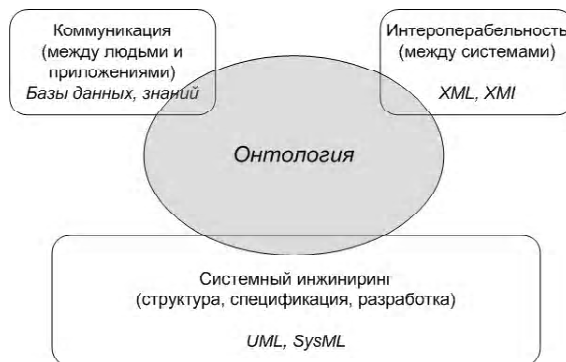 Коммуникация
(между людьми и
приложениями)
Базы данных, знаний
Интероперабельность
(между системами)
XML, XMI
Онтология
Системный инжиниринг
(структура, спецификация, разработка)
UML, SysML